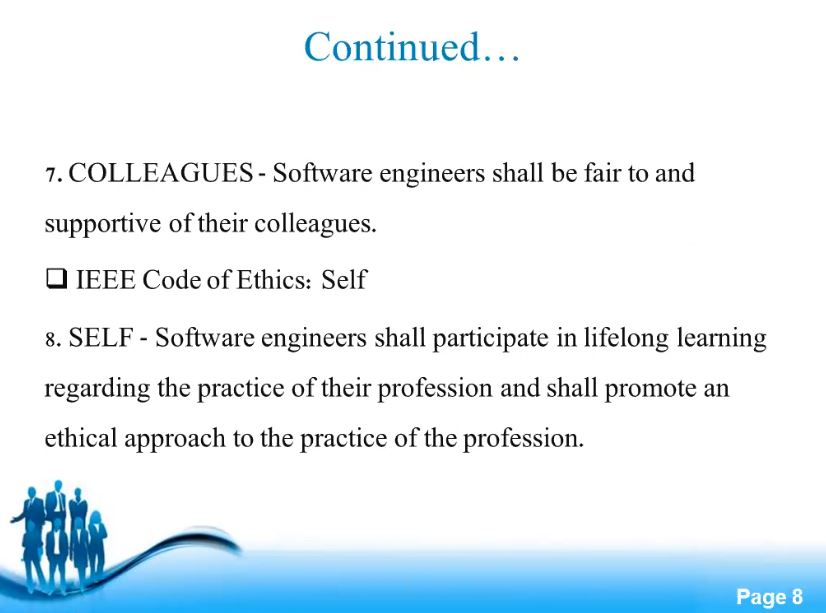 Continued…
7. COLLEAGUES - Software engineers shall be fair to and
supportive of their colleagues.
❑ IEEE Code of Ethics: Self
8. SELF - Software engineers shall participate in lifelong learning
regarding the practice of their profession and shall promote an
ethical approach to the practice of the profession.
Page 8